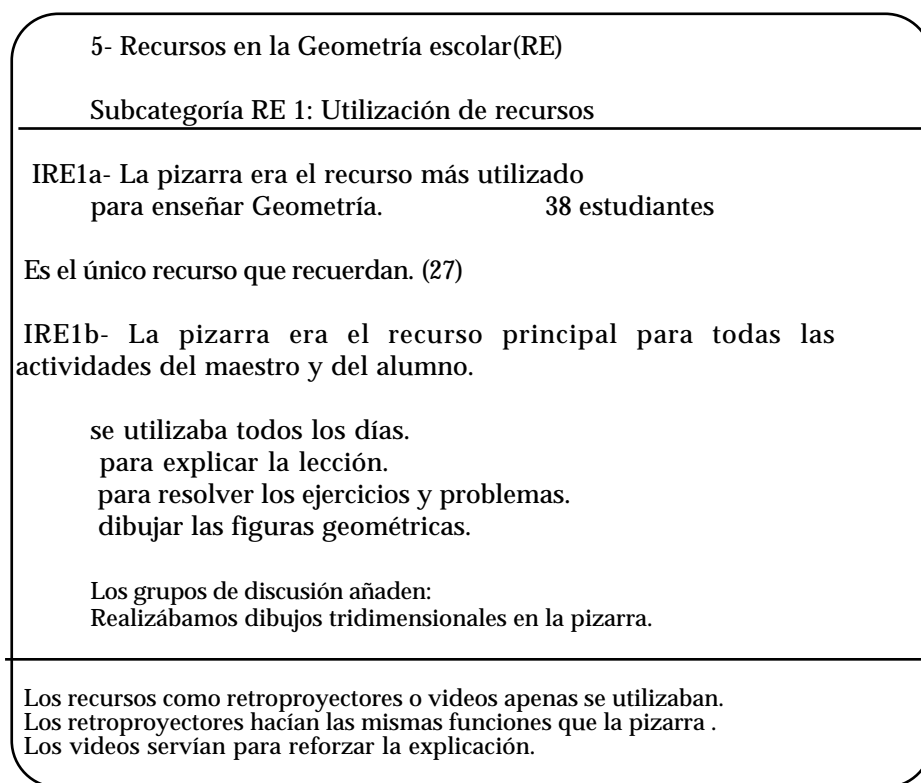 5- Recursos en la Geometría escolar(RE)
Subcategoría RE 1: Utilización de recursos
IRE1a- La pizarra era el recurso más utilizado
para enseñar Geometría. 38 estudiantes
Es el único recurso que recuerdan. (27)
IRE1b- La pizarra era el recurso principal para todas las
actividades del maestro y del alumno.
se utilizaba todos los días.
para explicar la lección.
para resolver los ejercicios y problemas.
dibujar las figuras geométricas.
Los grupos de discusión añaden:
Realizábamos dibujos tridimensionales en la pizarra.
Los recursos como retroproyectores o videos apenas se utilizaban.
Los retroproyectores hacían las mismas funciones que la pizarra .
Los videos servían para reforzar la explicación.